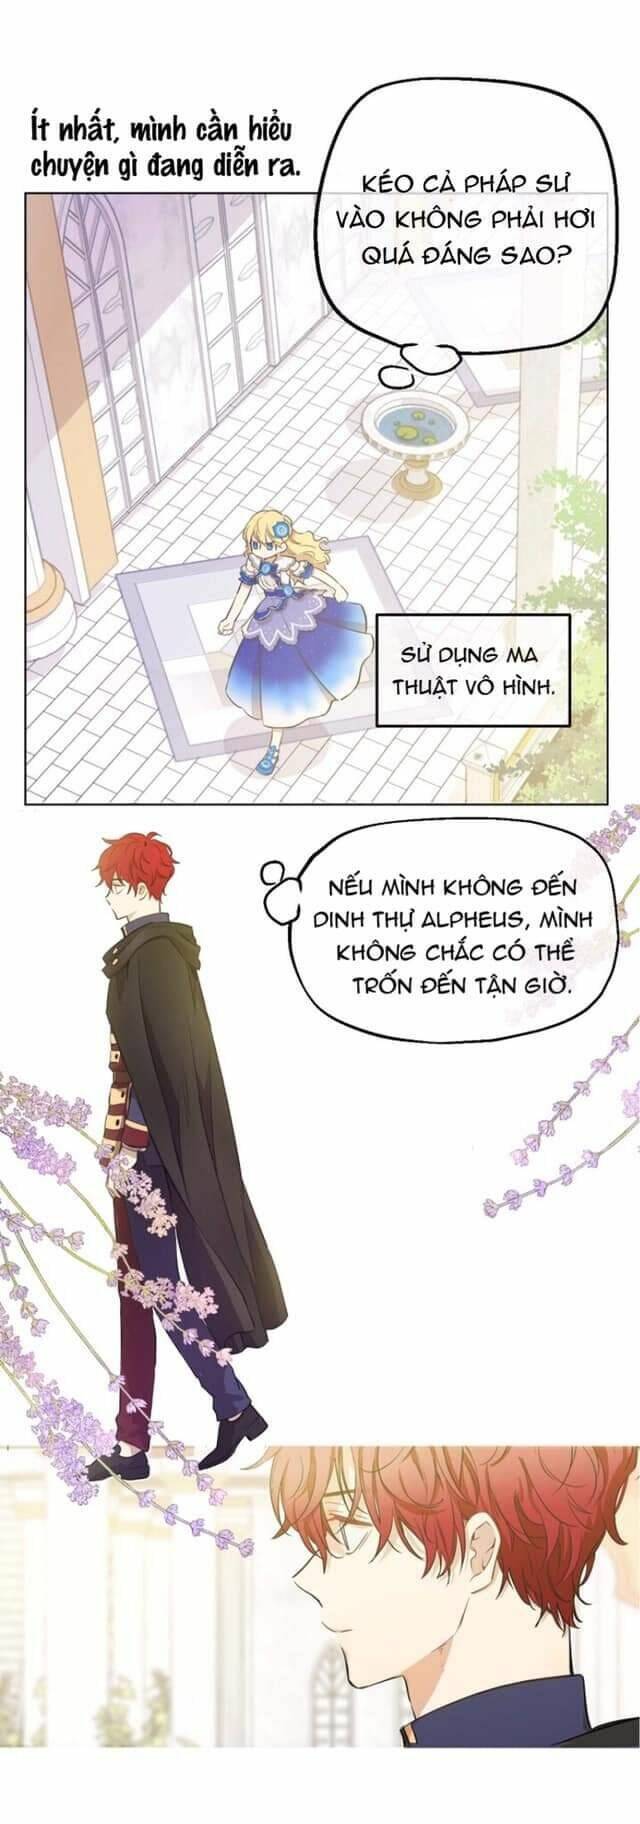 Ít nhất, mình cần hiểu
chuyện gì đang diễn ra.
KÉO CẢ PHÁP SƯ
VÀO KHÔNG PHẢI HƠI
QUÁ ĐÁNG SAO?
SỬ DỤNG MA
THUẬT VÔ HÌNH.
NẾU MÌNH KHÔNG ĐẾN
DINH THỰ ALPHEUS, MÌNH
KHÔNG CHẮC CÓ THỂ
TRỐN ĐẾN TẬN GIỜ.